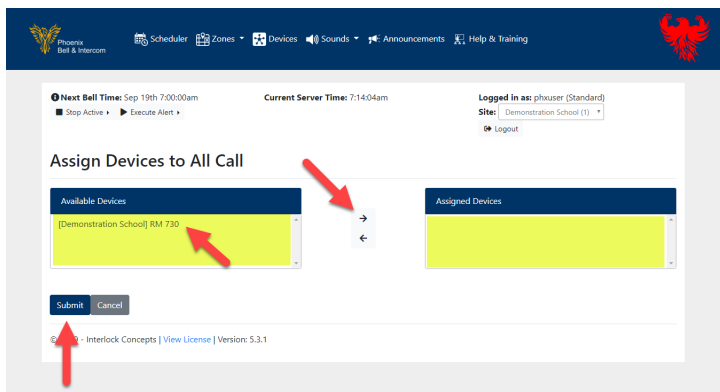 Phoenix
Bell & Intercom
Scheduler Zones Devices Sounds Announcements Help & Training
Next Bell Time: Sep 19th 7:00:00am Current Server Time: 7:14:04am Logged in as: phxuser (Standard)
Stop Active Execute Alert Site: Demonstration School (1)
Logout
Assign Devices to All Call
Available Devices Assigned Devices
[Demonstration School] RM 730
Submit Cancel
© - Interlock Concepts | View License | Version: 5.3.1